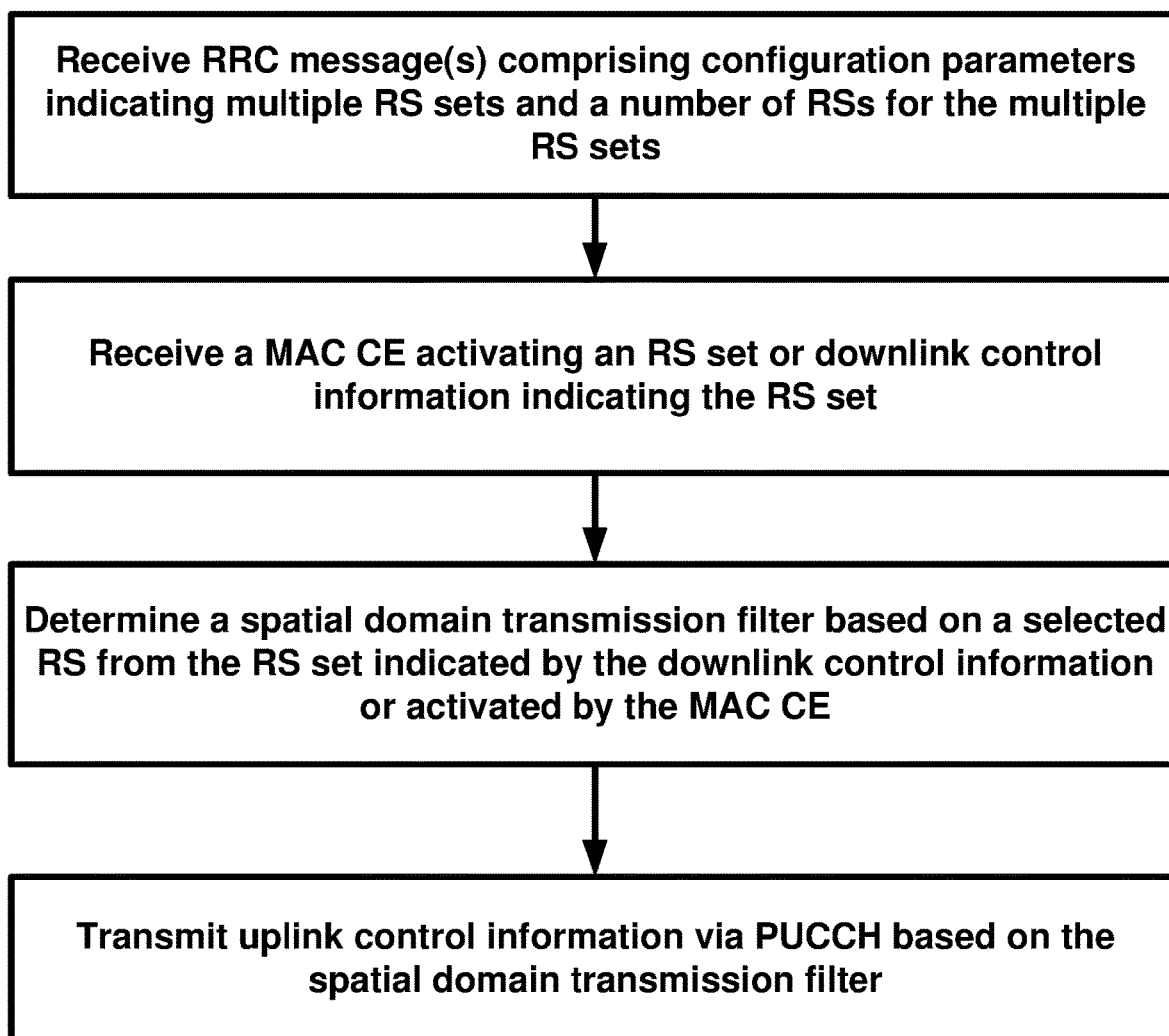 Receive RRC message(s) comprising configuration parameters
indicating multiple RS sets and a number of RSs for the multiple
RS sets
Receive a MAC CE activating an RS set or downlink control
information indicating the RS set
Determine a spatial domain transmission filter based on a selected
RS from the RS set indicated by the downlink control information
or activated by the MAC CE
Transmit uplink control information via PUCCH based on the
spatial domain transmission filter